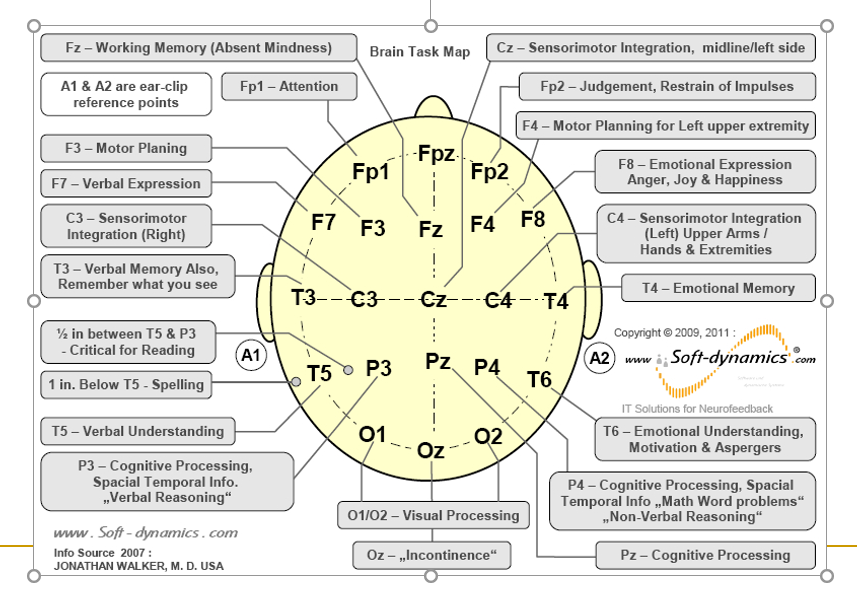 Fz – Working Memory (Absent Mindness)
Brain Task Map
Cz – Sensorimotor Integration, midline/left side
A1 & A2 are ear-clip
reference points
Fp1 – Attention
Fp2 – Judgement, Restrain of Impulses
F4 – Motor Planning for Left upper extremity
F3 – Motor Planing
F8 – Emotional Expression
Anger, Joy & Happiness
F7 – Verbal Expression
C3 – Sensorimotor
Integration (Right)
C4 – Sensorimotor Integration
(Left) Upper Arms /
Hands & Extremities
T3 – Verbal Memory Also,
Remember what you see
T4 – Emotional Memory
½ in between T5 & P3
- Critical for Reading
1 in. Below T5 - Spelling
T5 – Verbal Understanding
P3 – Cognitive Processing,
Spacial Temporal Info.
„Verbal Reasoning“
Fpz
Fp1
Fp2
F7
F3
Fz
F4
F8
T3
C3
Cz
C4
T4
A1
A2
T5
P3
Pz
P4
T6
O1
Oz
O2
Copyright © 2009, 2011 :
www. Soft-dynamics ® .com
IT Solutions for Neurofeedback
T6 – Emotional Understanding,
Motivation & Aspergers
P4 – Cognitive Processing, Spacial
Temporal Info „Math Word problems“
„Non-Verbal Reasoning“
O1/O2 – Visual Processing
Oz – „Incontinence“
Pz – Cognitive Processing
www . Soft - dynamics . com
Info Source 2007 :
JONATHAN WALKER, M. D. USA